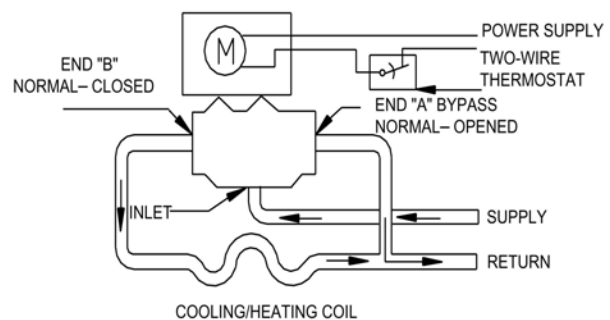 POWER SUPPLY
M
END "B"
NORMAL– CLOSED
TWO-WIRE
THERMOSTAT
END "A" BYPASS
NORMAL– OPENED
INLET
SUPPLY
RETURN
COOLING/HEATING COIL